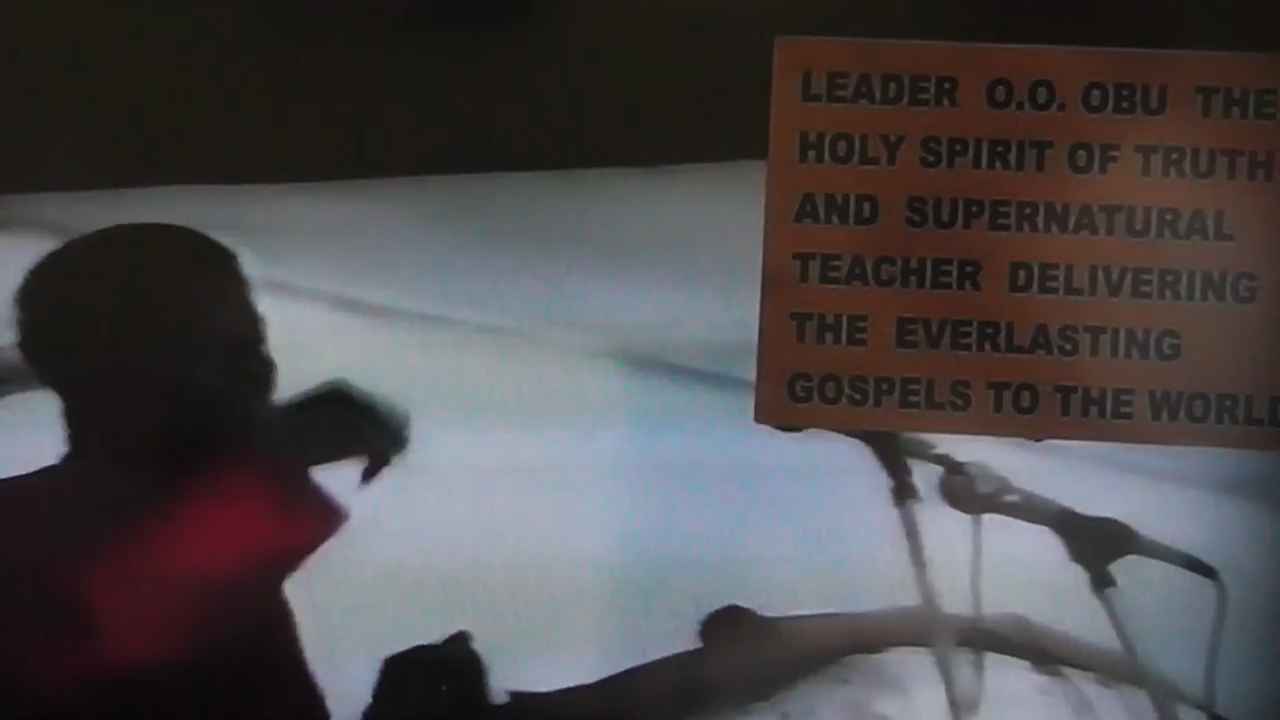 LEADER O.O. OBU THE
HOLY SPIRIT OF TRUTH
AND SUPERNATURAL
TEACHER DELIVERING
THE EVERLASTING
GOSPELS TO THE WORLD